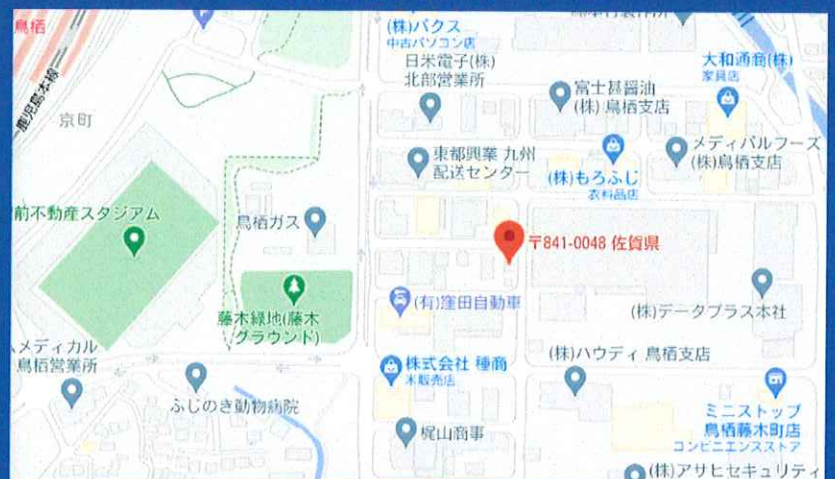 鳥栖
鹿児島本線
京町
(株)パクス
中古パソコン店
日米電子(株)
北部営業所
大和通商(株)
家具店
富士甚醤油
(株) 鳥栖支店
東都興業 九州
配送センター
(株)もろふじ
衣料品店
メディパルフーズ
(株)鳥栖支店
前不動産スタジアム
鳥栖ガス
〒841-0048 佐賀県
藤木緑地(藤木
グラウンド)
(有)窪田自動車
(株)データプラス本社
メディカル
鳥栖営業所
ふじのき動物病院
株式会社 種商
米販売店
(株)ハウディ 鳥栖支店
梶山商事
ミニストップ
鳥栖藤木町店
コンビニエンスストア
(株)アサヒセキュリティ